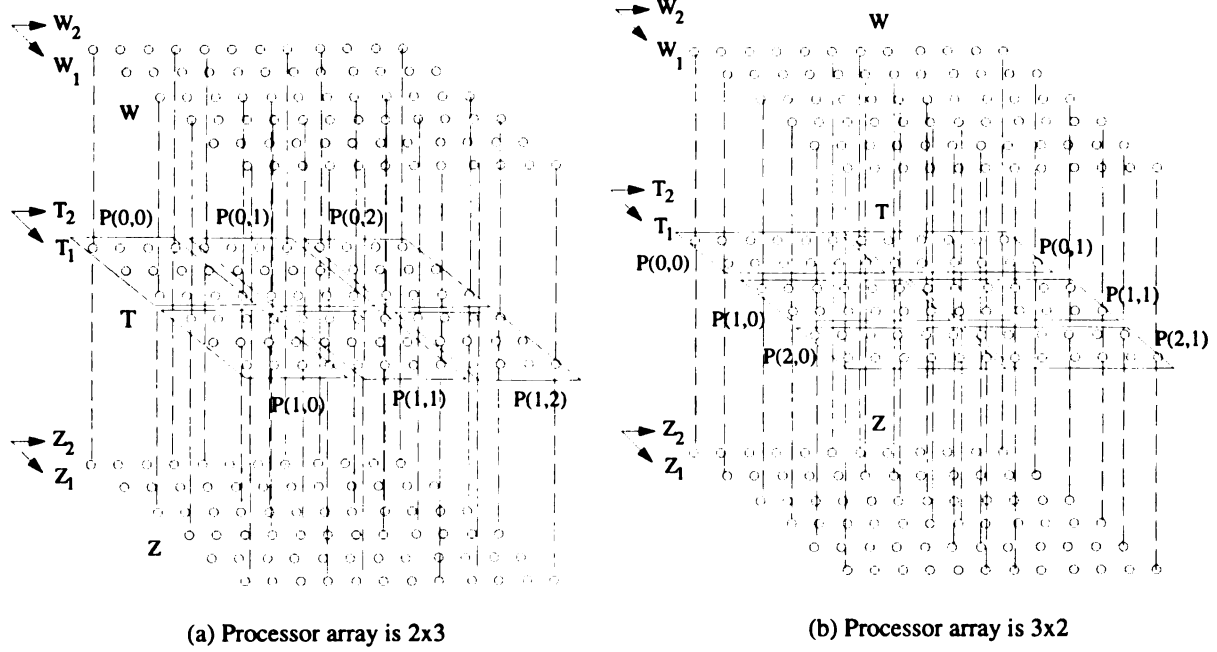 W2
W1
W
T2
T1
P(0,0)
P(0,1)
P(0,2)
T
P(1,0)
P(1,1)
P(1,2)
Z2
Z1
Z
(a) Processor array is 2x3
W2
W1
W
T2
T1
T
P(0,0)
P(0,1)
P(1,0)
P(1,1)
P(2,0)
P(2,1)
Z
Z2
Z1
(b) Processor array is 3x2